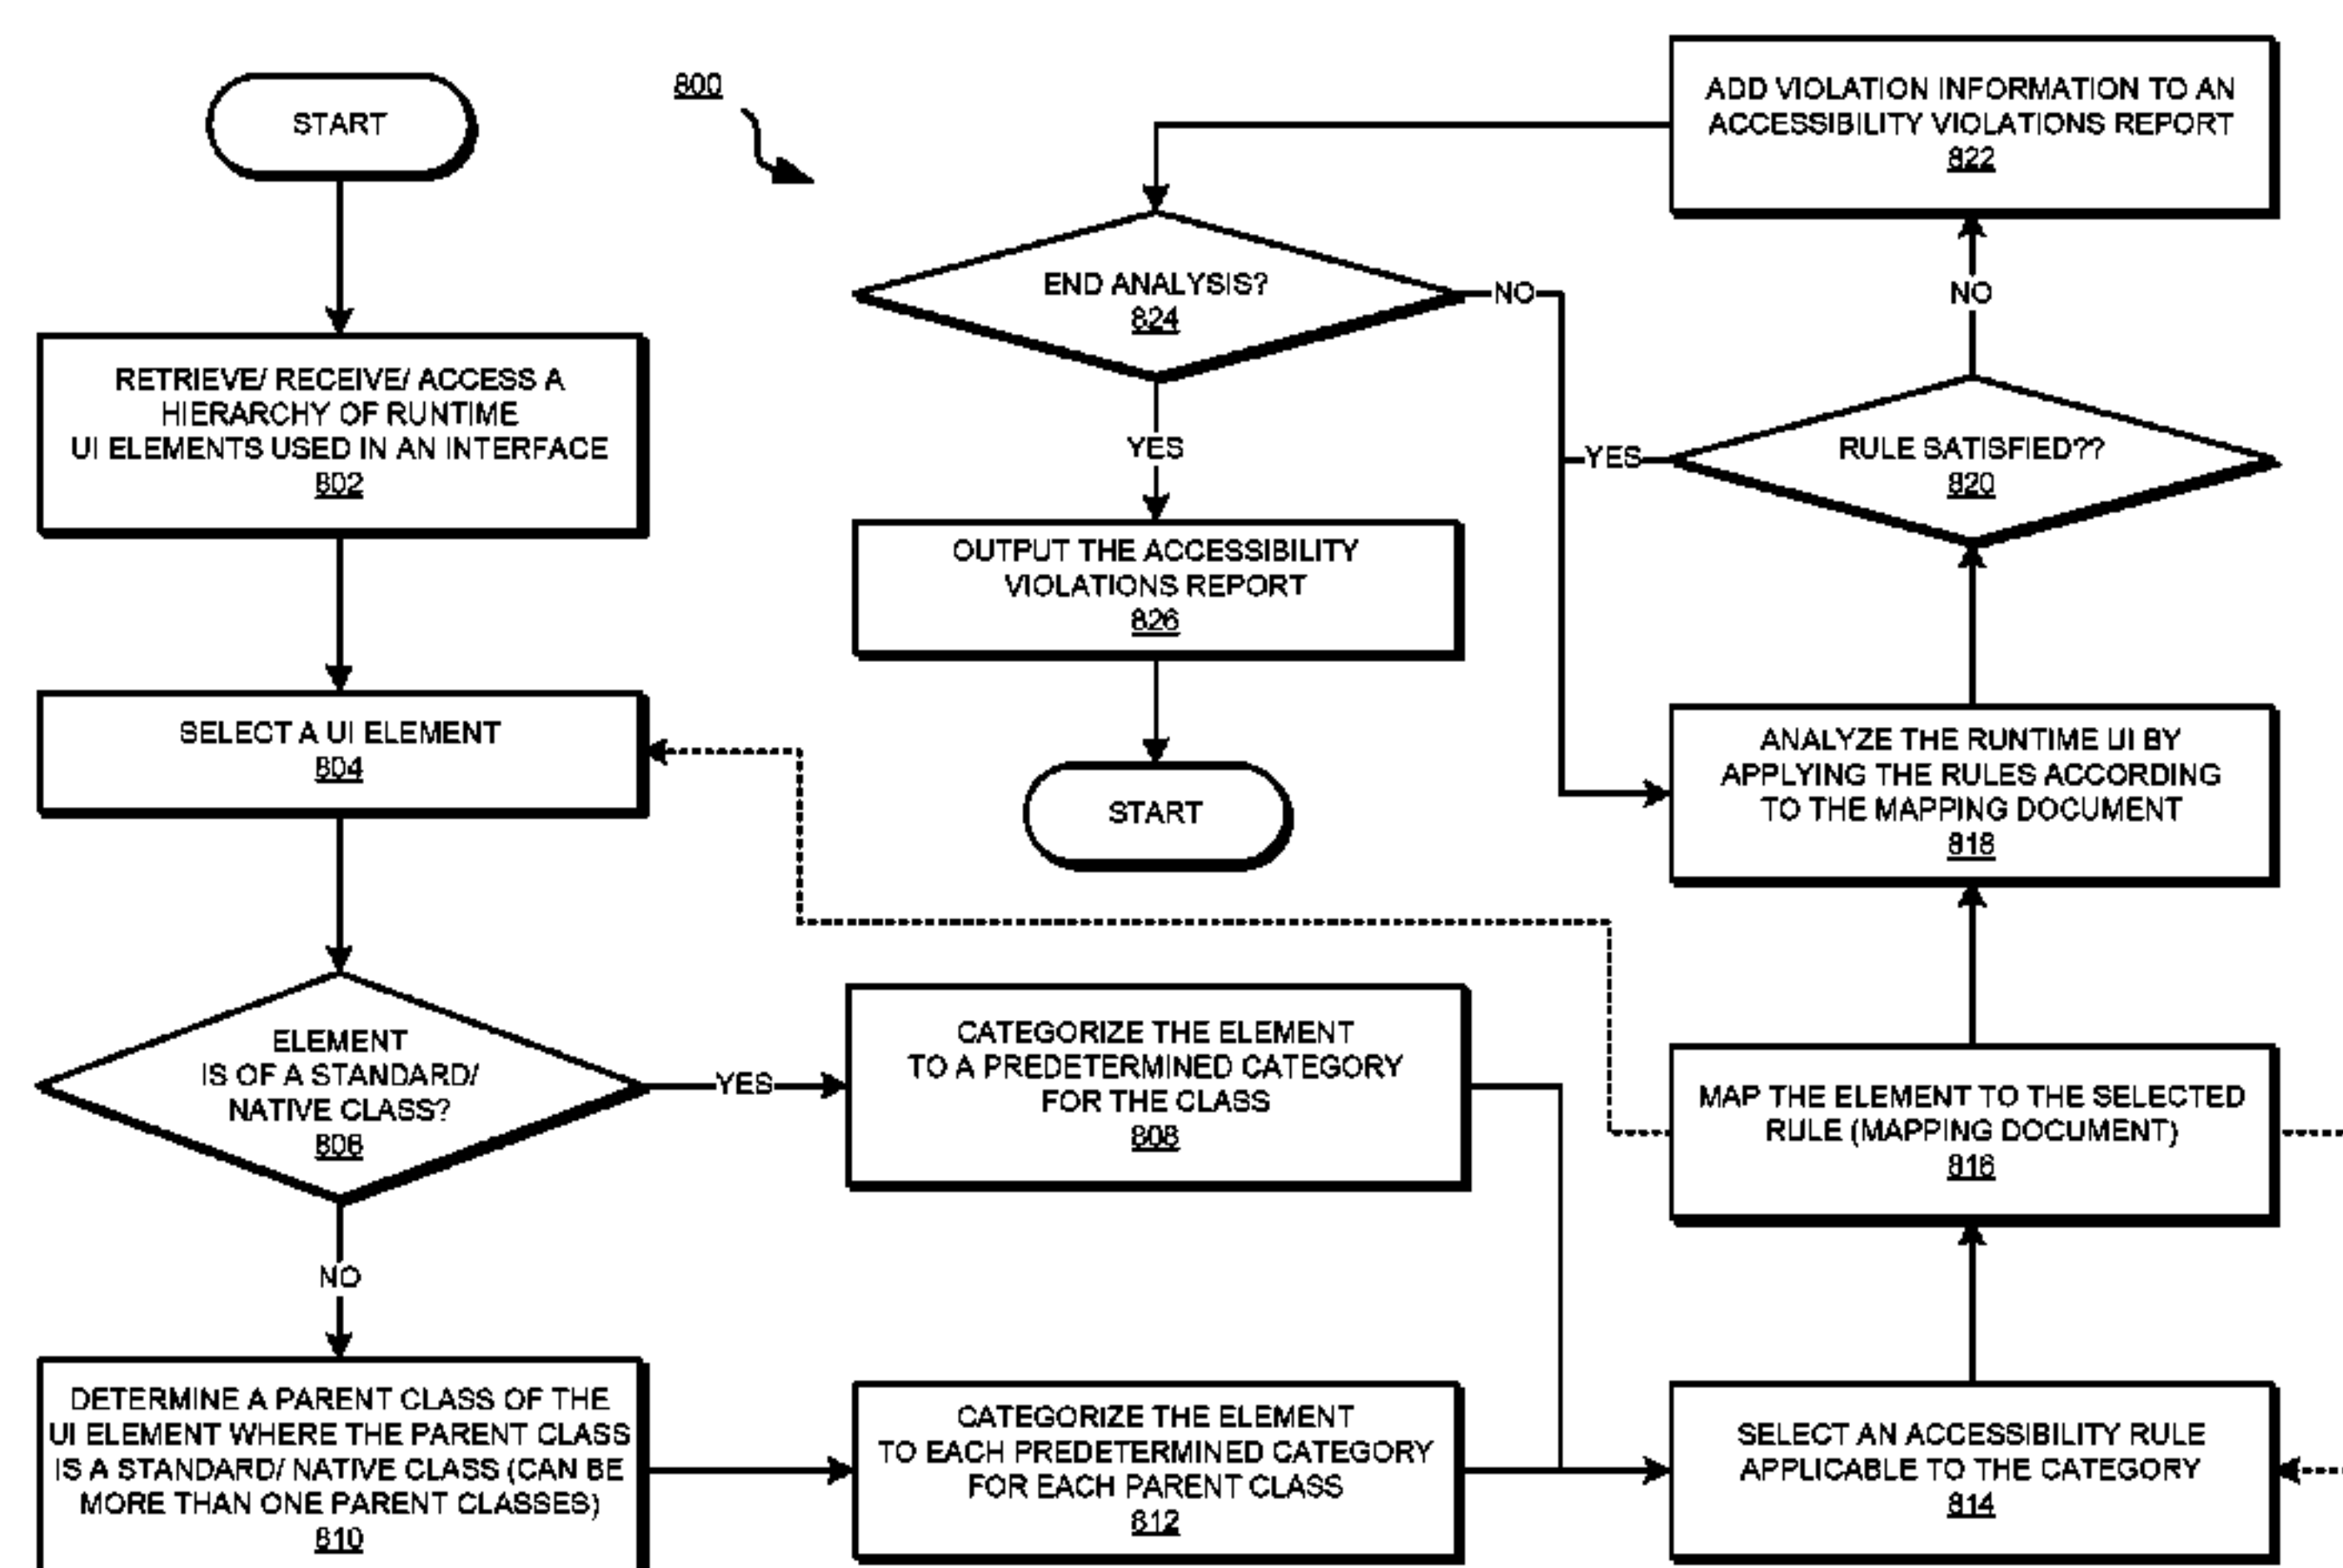 800
START
RETRIEVE/ RECEIVE/ ACCESS A
HIERARCHY OF RUNTIME
UI ELEMENTS USED IN AN INTERFACE
802
SELECT A UI ELEMENT
804
ELEMENT
IS OF A STANDARD/
NATIVE CLASS?
806
YES
NO
CATEGORIZE THE ELEMENT
TO A PREDETERMINED CATEGORY
FOR THE CLASS
808
DETERMINE A PARENT CLASS OF THE
UI ELEMENT WHERE THE PARENT CLASS
IS A STANDARD/ NATIVE CLASS (CAN BE
MORE THAN ONE PARENT CLASSES)
810
CATEGORIZE THE ELEMENT
TO EACH PREDETERMINED CATEGORY
FOR EACH PARENT CLASS
812
SELECT AN ACCESSIBILITY RULE
APPLICABLE TO THE CATEGORY
814
MAP THE ELEMENT TO THE SELECTED
RULE (MAPPING DOCUMENT)
816
ANALYZE THE RUNTIME UI BY
APPLYING THE RULES ACCORDING
TO THE MAPPING DOCUMENT
818
RULE SATISFIED??
820
YES
NO
ADD VIOLATION INFORMATION TO AN
ACCESSIBILITY VIOLATIONS REPORT
822
END ANALYSIS?
824
NO
YES
OUTPUT THE ACCESSIBILITY
VIOLATIONS REPORT
826
START